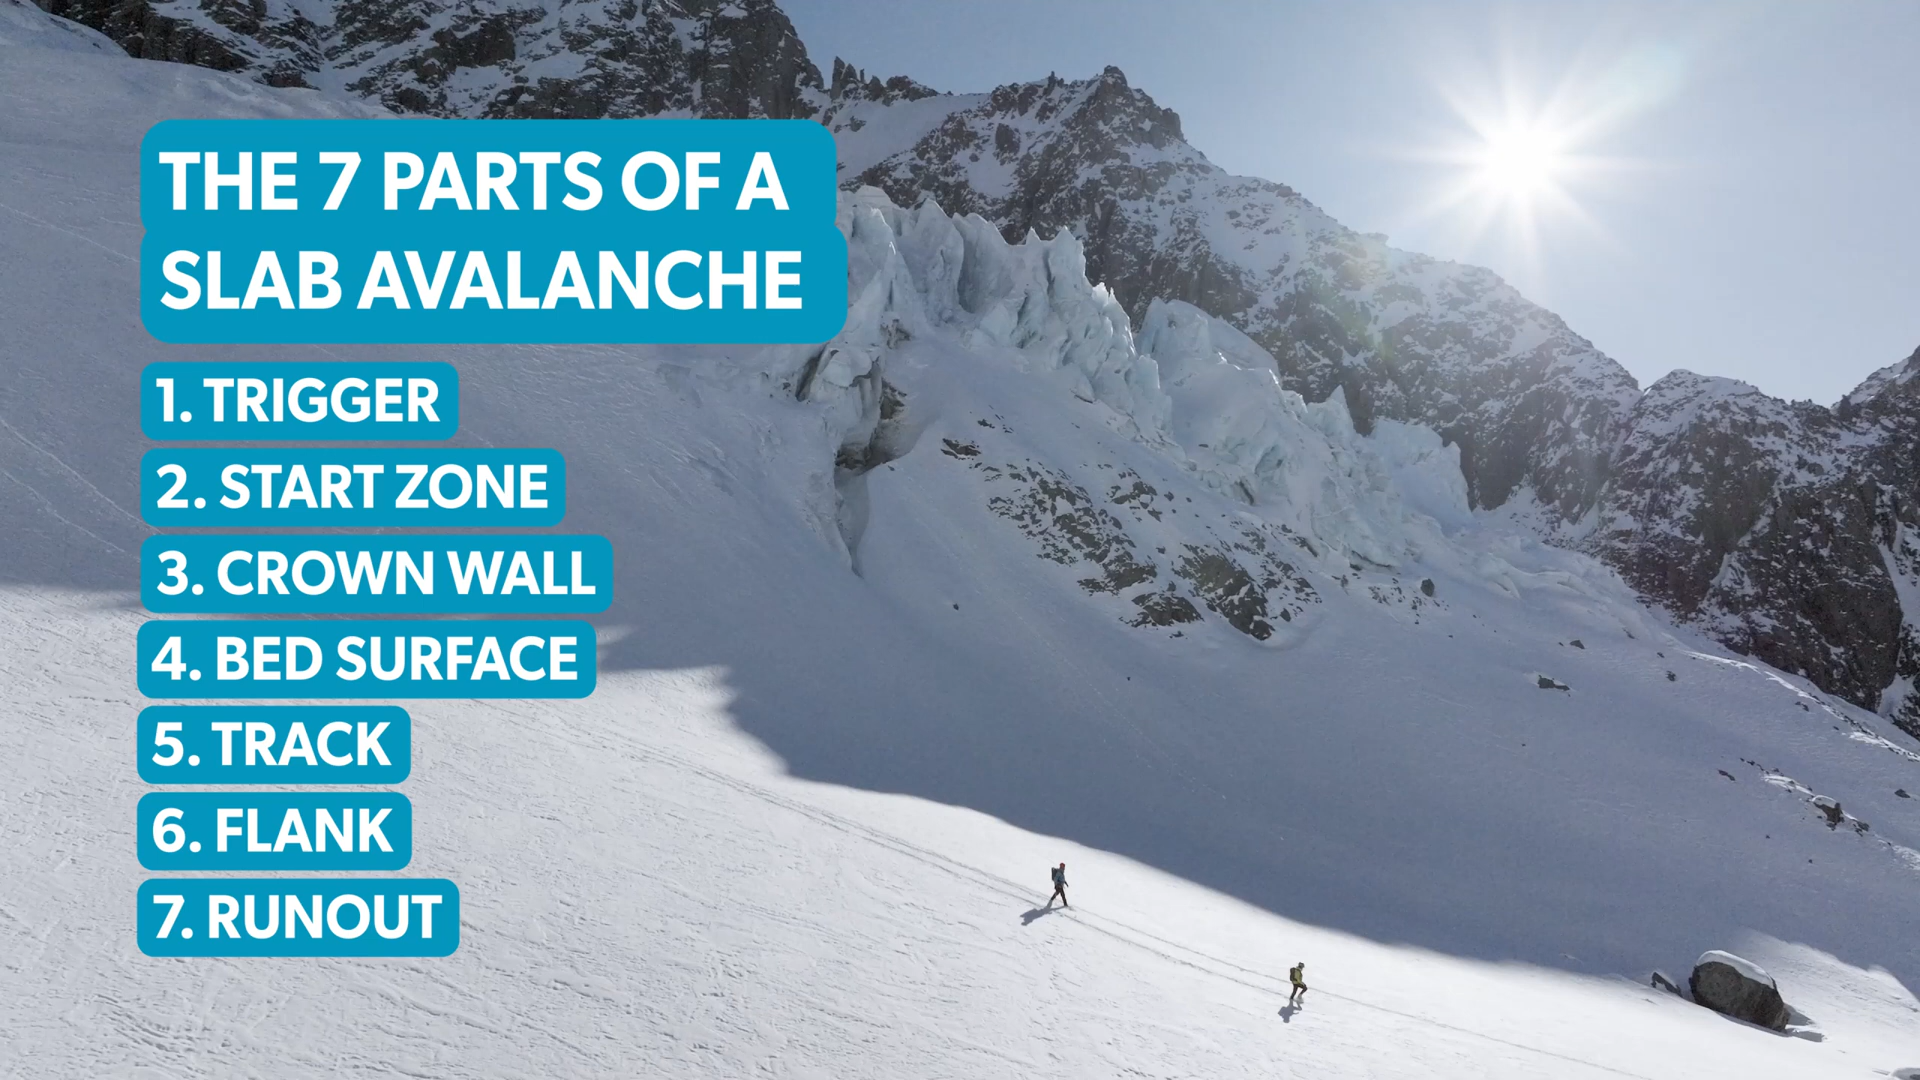 THE 7 PARTS OF A
SLAB AVALANCHE
1. TRIGGER
2. START ZONE
3. CROWN WALL
4. BED SURFACE
5. TRACK
6. FLANK
7. RUNOUT